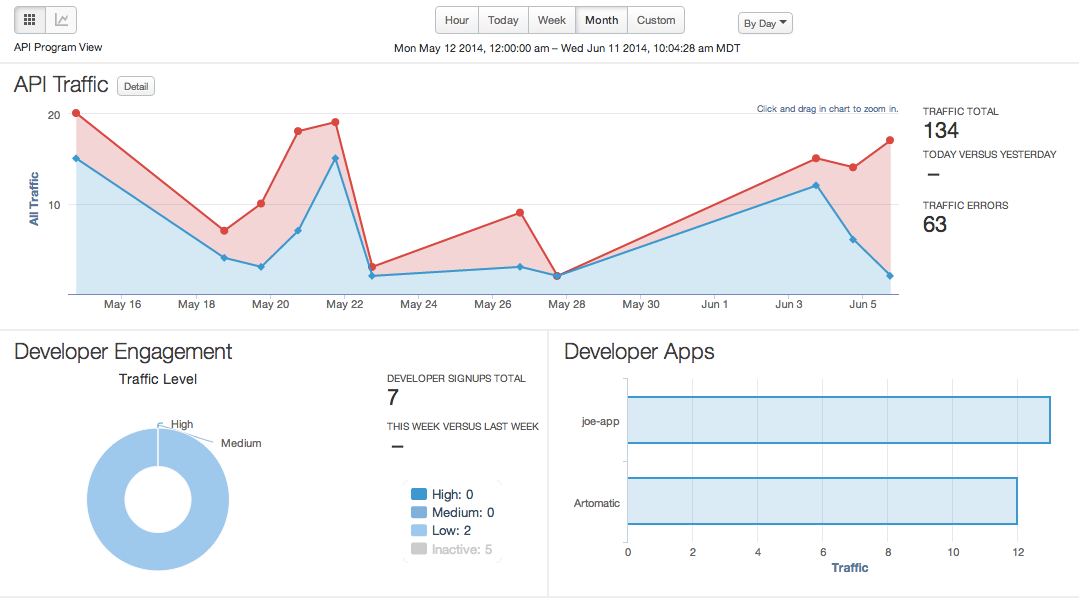 Hour Today Week Month Custom By Day
API Program View
Mon May 12 2014, 12:00:00 am – Wed Jun 11 2014, 10:04:28 am MDT
API Traffic Detail
Click and drag in chart to zoom in.
20
10
All Traffic
May 16 May 18 May 20 May 22 May 24 May 26 May 28 May 30 Jun 1 Jun 3 Jun 5
TRAFFIC TOTAL
134
TODAY VERSUS YESTERDAY
–
TRAFFIC ERRORS
63
Developer Engagement
Traffic Level
High
Medium
DEVELOPER SIGNUPS TOTAL
7
THIS WEEK VERSUS LAST WEEK
–
High: 0
Medium: 0
Low: 2
Inactive: 5
Developer Apps
joe-app
Artomatic
0 2 4 6 8 10 12
Traffic